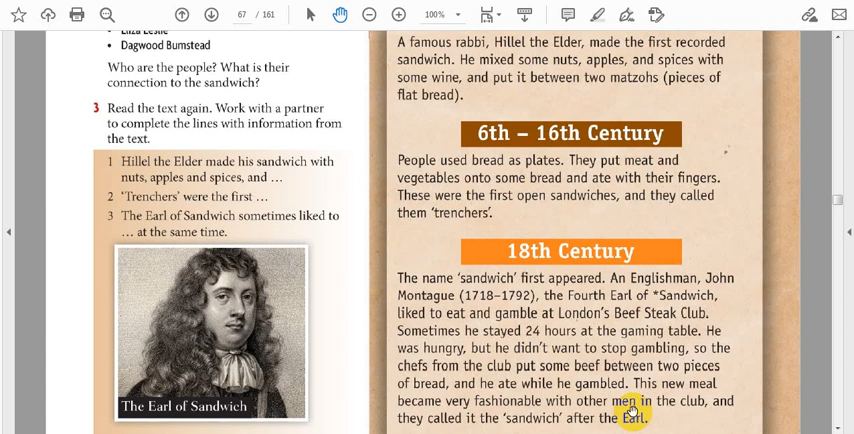 67 / 161
100%
• Eliza Leslie
• Dagwood Bumstead
Who are the people? What is their
connection to the sandwich?
3 Read the text again. Work with a partner
to complete the lines with information from
the text.
1 Hillel the Elder made his sandwich with
nuts, apples and spices, and …
2 ‘Trenchers’ were the first …
3 The Earl of Sandwich sometimes liked to
… at the same time.
The Earl of Sandwich
A famous rabbi, Hillel the Elder, made the first recorded
sandwich. He mixed some nuts, apples, and spices with
some wine, and put it between two matzohs (pieces of
flat bread).
6th – 16th Century
People used bread as plates. They put meat and
vegetables onto some bread and ate with their fingers.
These were the first open sandwiches, and they called
them ‘trenchers’.
18th Century
The name ‘sandwich’ first appeared. An Englishman, John
Montague (1718–1792), the Fourth Earl of *Sandwich,
liked to eat and gamble at London’s Beef Steak Club.
Sometimes he stayed 24 hours at the gaming table. He
was hungry, but he didn’t want to stop gambling, so the
chefs from the club put some beef between two pieces
of bread, and he ate while he gambled. This new meal
became very fashionable with other men in the club, and
they called it the ‘sandwich’ after the Earl.